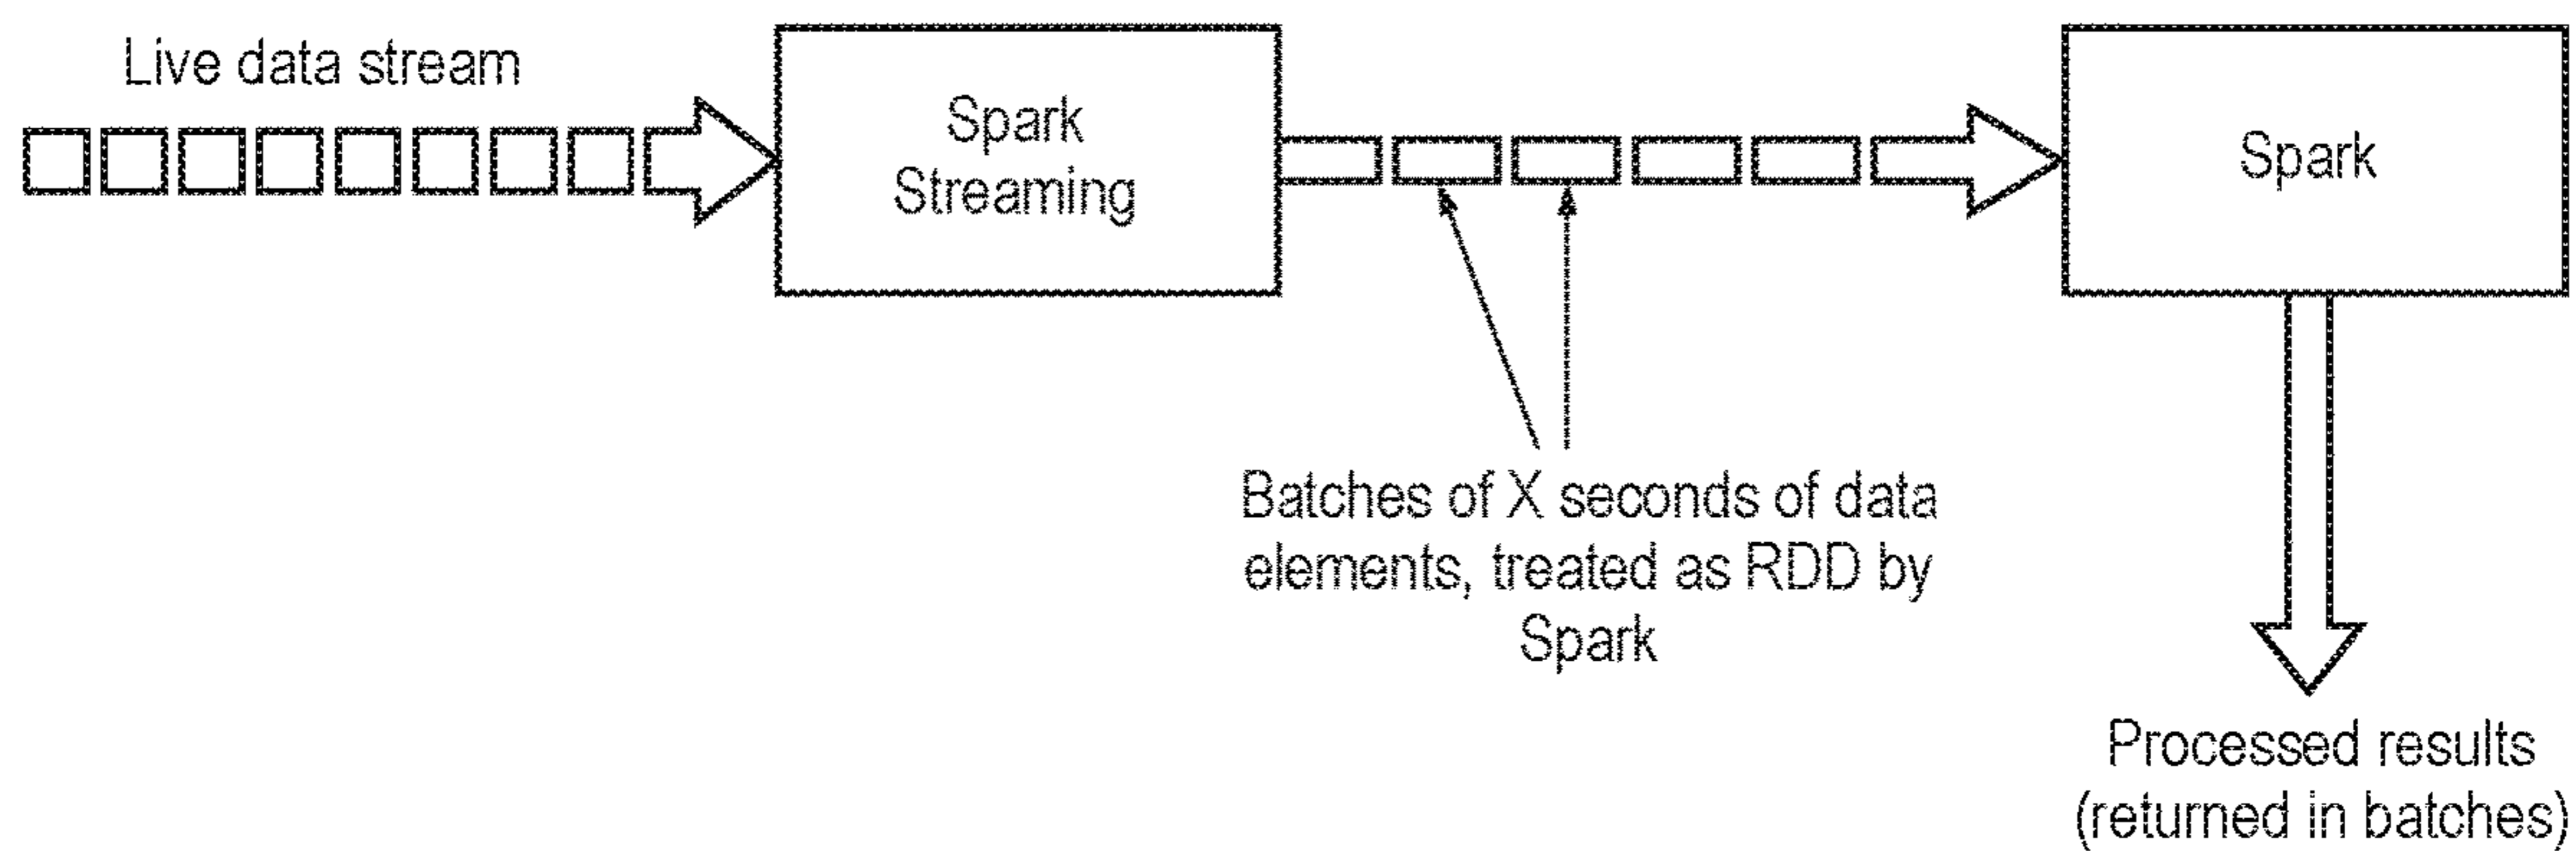 Live data stream
Spark
Streaming
Spark
Batches of X seconds of data
elements, treated as RDD by
Spark
Processed results
(returned in batches)